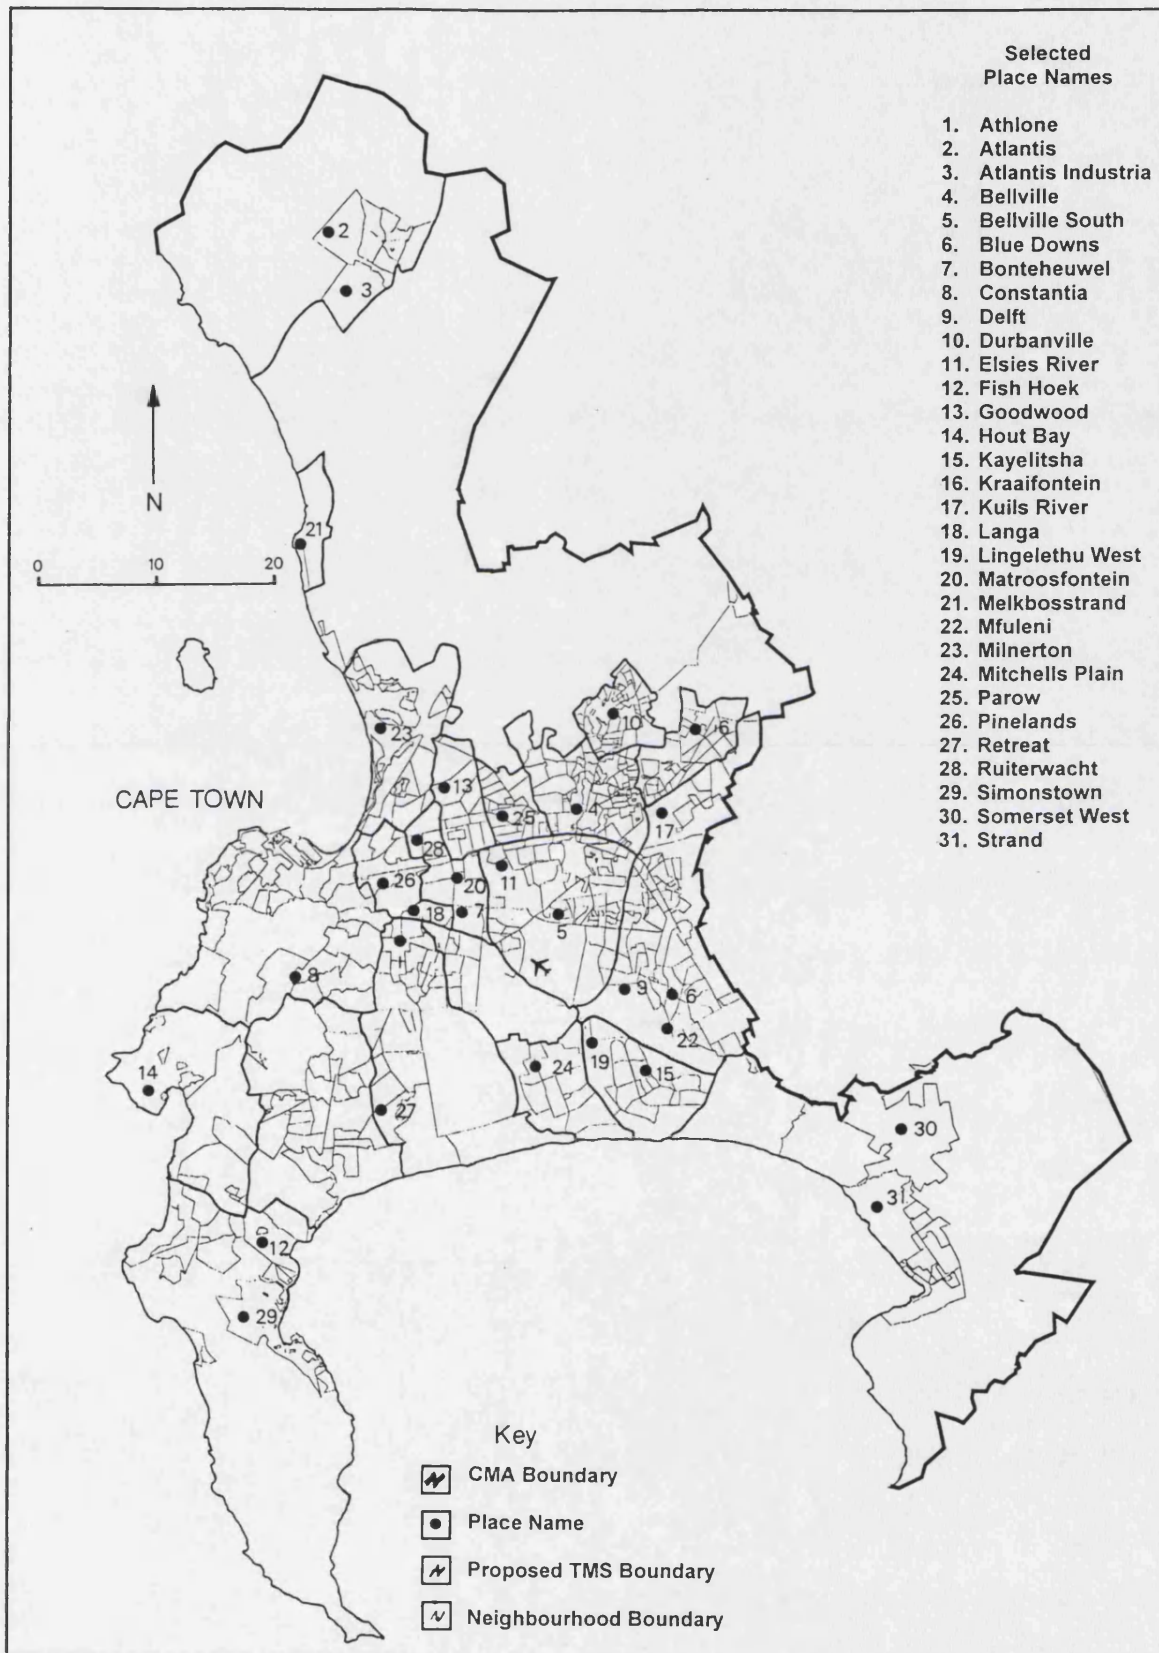 Selected
Place Names
1. Athlone
2. Atlantis
3. Atlantis Industria
4. Bellville
5. Bellville South
6. Blue Downs
7. Bonteheuwel
8. Constantia
9. Delft
10. Durbanville
11. Elsies River
12. Fish Hoek
13. Goodwood
14. Hout Bay
15. Kayelitsha
16. Kraaifontein
17. Kuils River
18. Langa
19. Lingelethu West
20. Matroosfontein
21. Melkbosstrand
22. Mfuleni
23. Milnerton
24. Mitchells Plain
25. Parow
26. Pinelands
27. Retreat
28. Ruiterwacht
29. Simonstown
30. Somerset West
31. Strand
2
3
N
21
0 10 20
10
23
16
13
CAPE TOWN
4
25
17
28
11
26
20
18
7
5
1
8
9
6
22
19
24
15
14
27
30
31
12
29
Key
CMA Boundary
Place Name
Proposed TMS Boundary
Neighbourhood Boundary